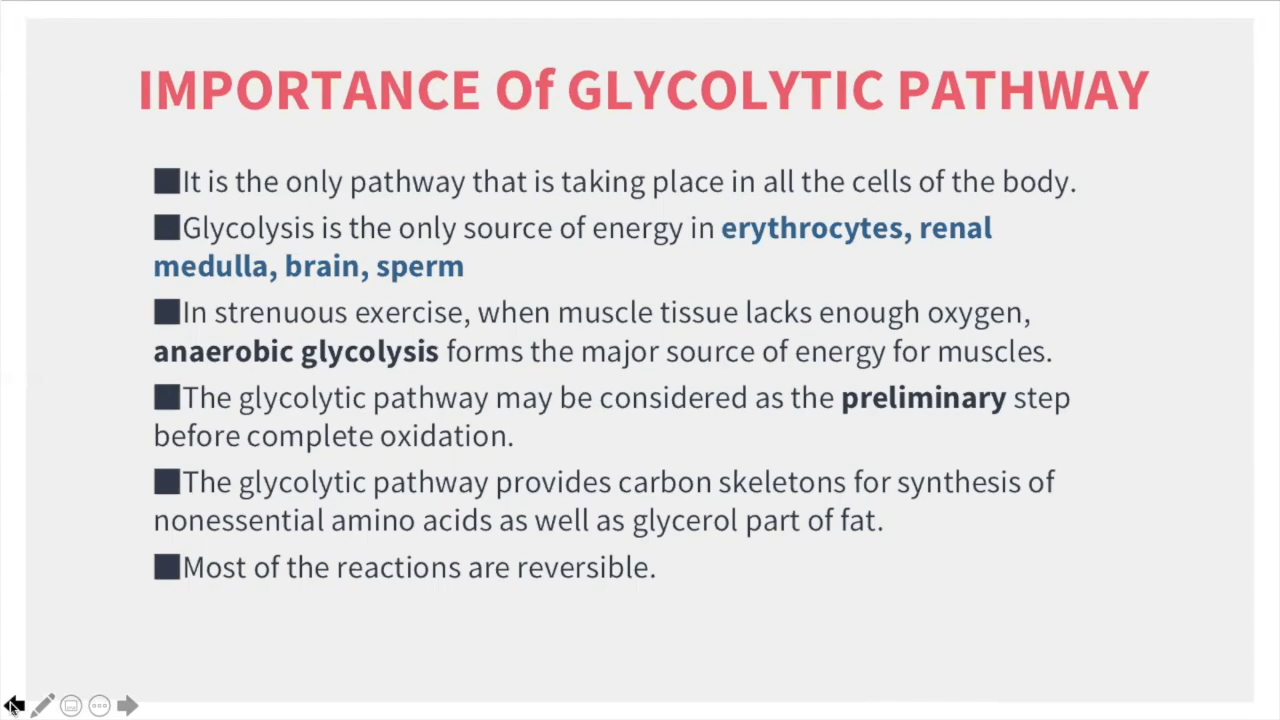 IMPORTANCE Of GLYCOLYTIC PATHWAY
■It is the only pathway that is taking place in all the cells of the body.
■Glycolysis is the only source of energy in erythrocytes, renal
medulla, brain, sperm
■In strenuous exercise, when muscle tissue lacks enough oxygen,
anaerobic glycolysis forms the major source of energy for muscles.
■The glycolytic pathway may be considered as the preliminary step
before complete oxidation.
■The glycolytic pathway provides carbon skeletons for synthesis of
nonessential amino acids as well as glycerol part of fat.
■Most of the reactions are reversible.